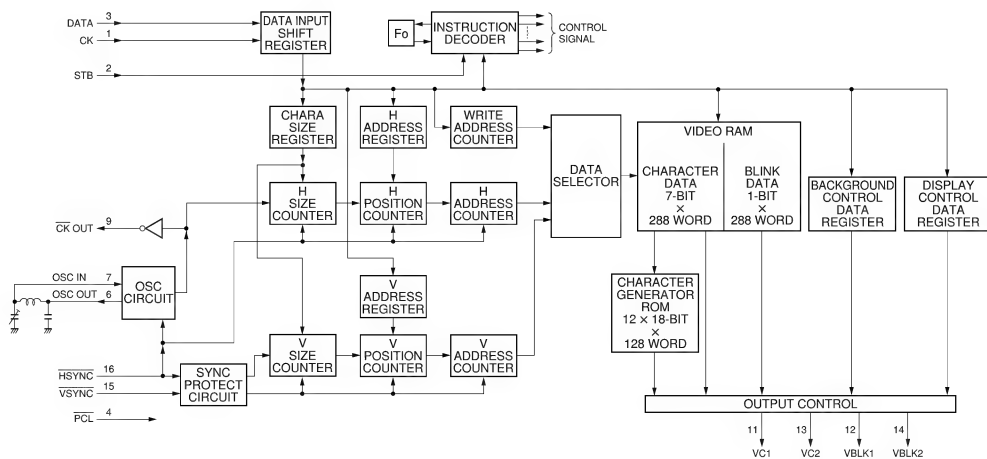 DATA 3
CK 1
STB 2
DATA INPUT
SHIFT
REGISTER
Fo
INSTRUCTION
DECODER
CONTROL
SIGNAL
CHARA
SIZE
REGISTER
H
ADDRESS
REGISTER
WRITE
ADDRESS
COUNTER
DATA
SELECTOR
VIDEO RAM
CHARACTER
DATA
7-BIT
×
288 WORD
BLINK
DATA
1-BIT
×
288 WORD
BACKGROUND
CONTROL
DATA
REGISTER
DISPLAY
CONTROL
DATA
REGISTER
H
SIZE
COUNTER
H
POSITION
COUNTER
H
ADDRESS
COUNTER
CK OUT 9
OSC IN 7
OSC OUT 6
OSC
CIRCUIT
V
ADDRESS
REGISTER
CHARACTER
GENERATOR
ROM
12 × 18-BIT
×
128 WORD
V
SIZE
COUNTER
V
POSITION
COUNTER
V
ADDRESS
COUNTER
HSYNC 16
VSYNC 15
SYNC
PROTECT
CIRCUIT
PCL 4
OUTPUT CONTROL
11 13 12 14
VC1 VC2 VBLK1 VBLK2